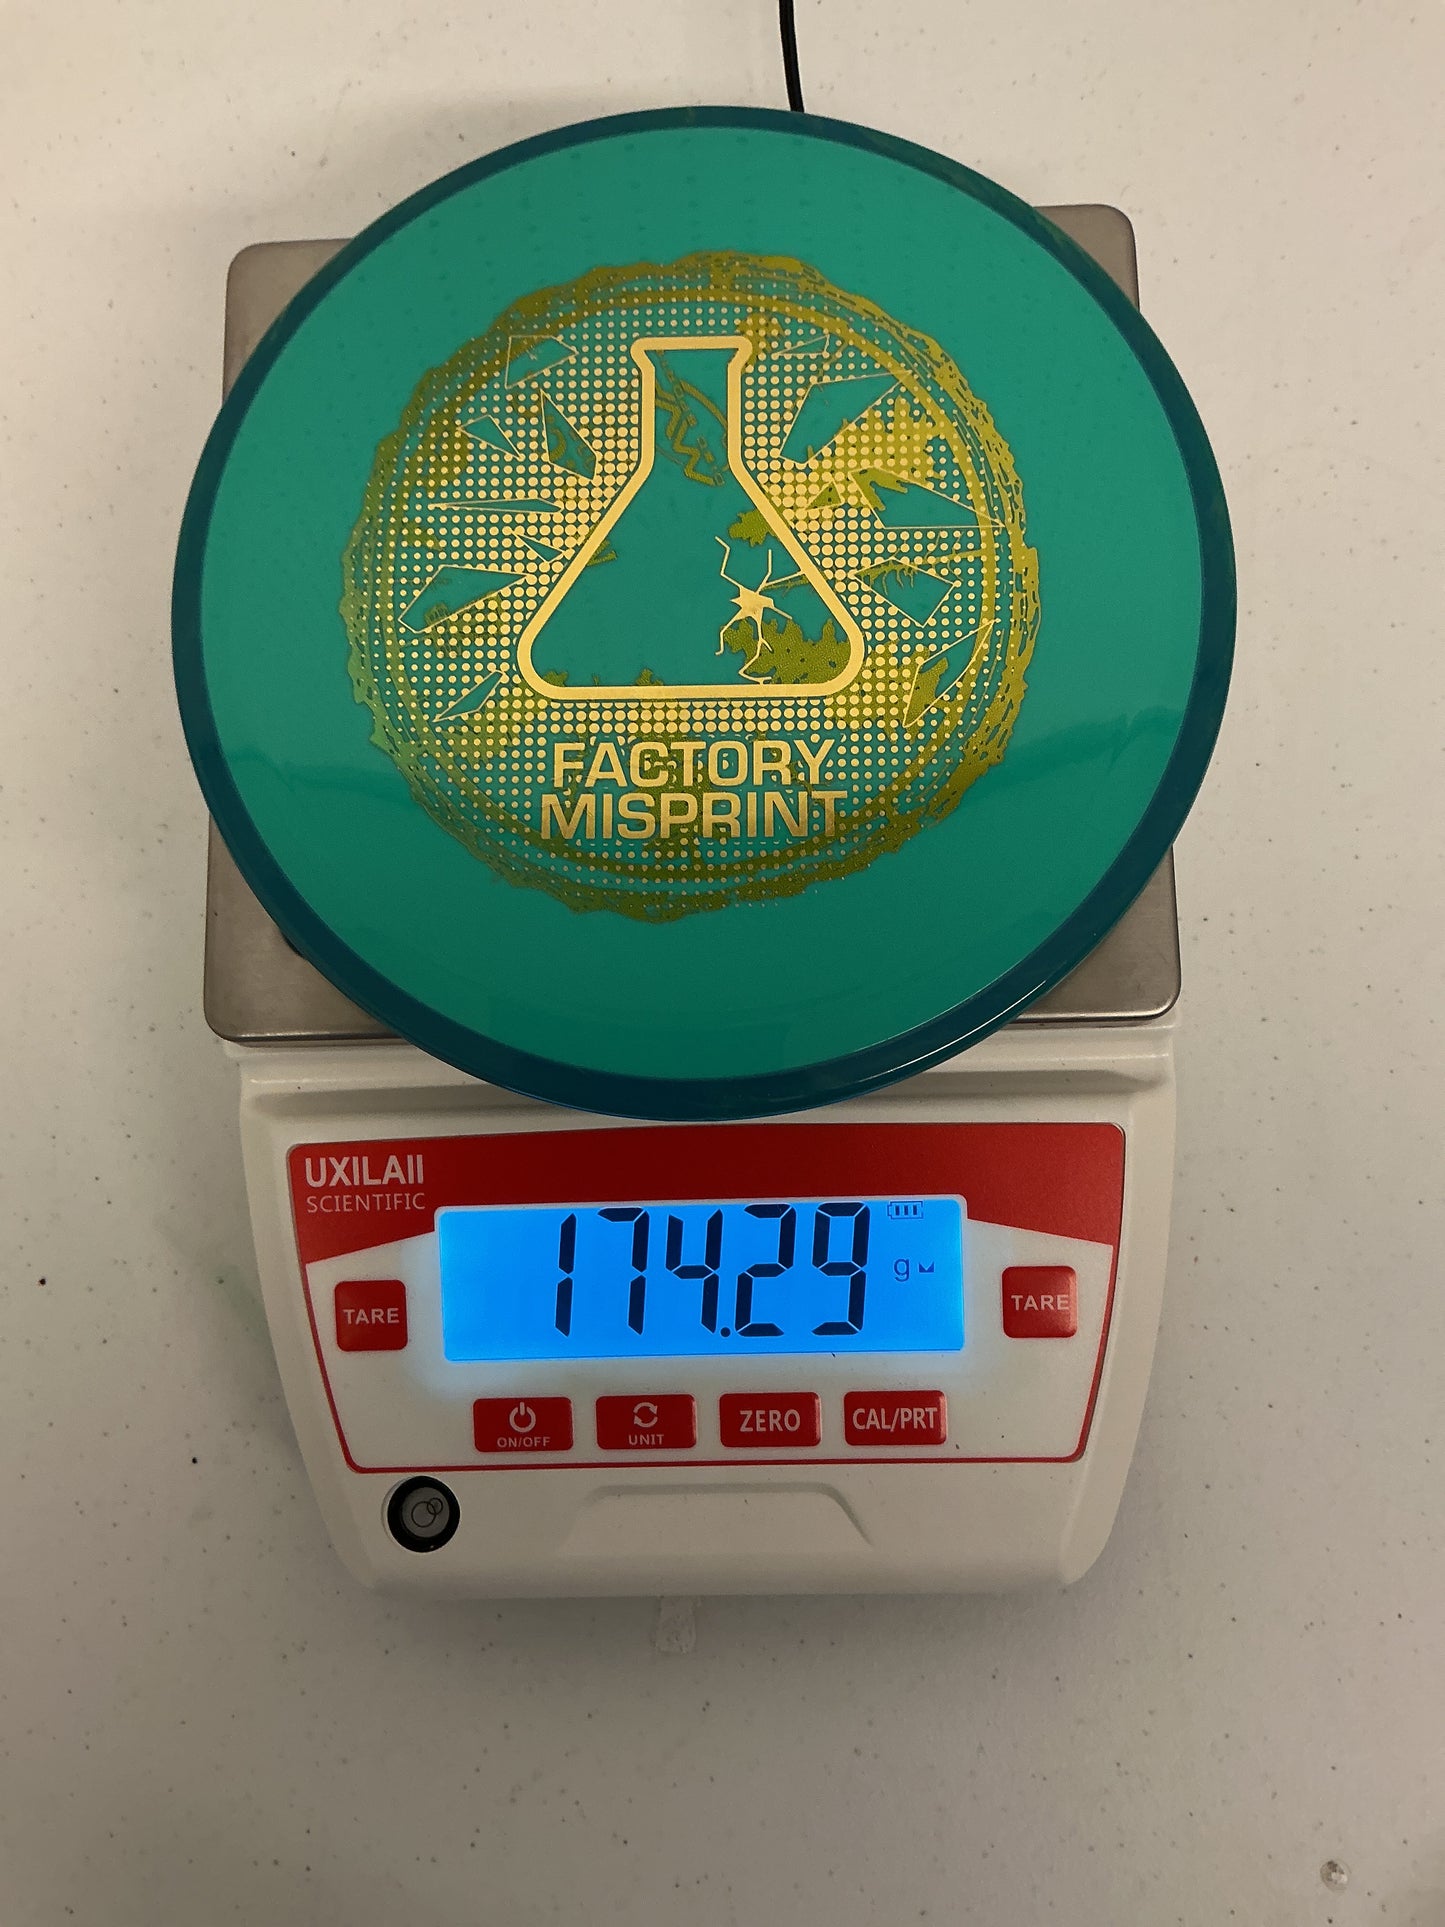 FACTORY
MISPRINT
UXILAII
SCIENTIFIC
174.29 g
TARE
TARE
ON/OFF
UNIT
ZERO
CAL/PRT